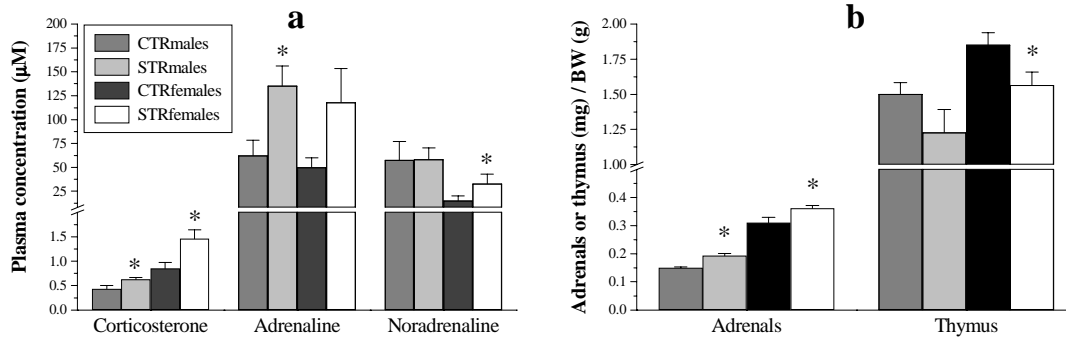 a
Plasma concentration (µM)
200
175
150
125
100
75
50
25
1.5
1.0
0.5
0.0
CTRmales
STRmales
CTRfemales
STRfemales
*
*
*
*
Corticosterone Adrenaline Noradrenaline
b
Adrenals or thymus (mg) / BW (g)
2.00
1.75
1.50
1.25
1.00
0.4
0.3
0.2
0.1
0.0
*
*
*
Adrenals Thymus